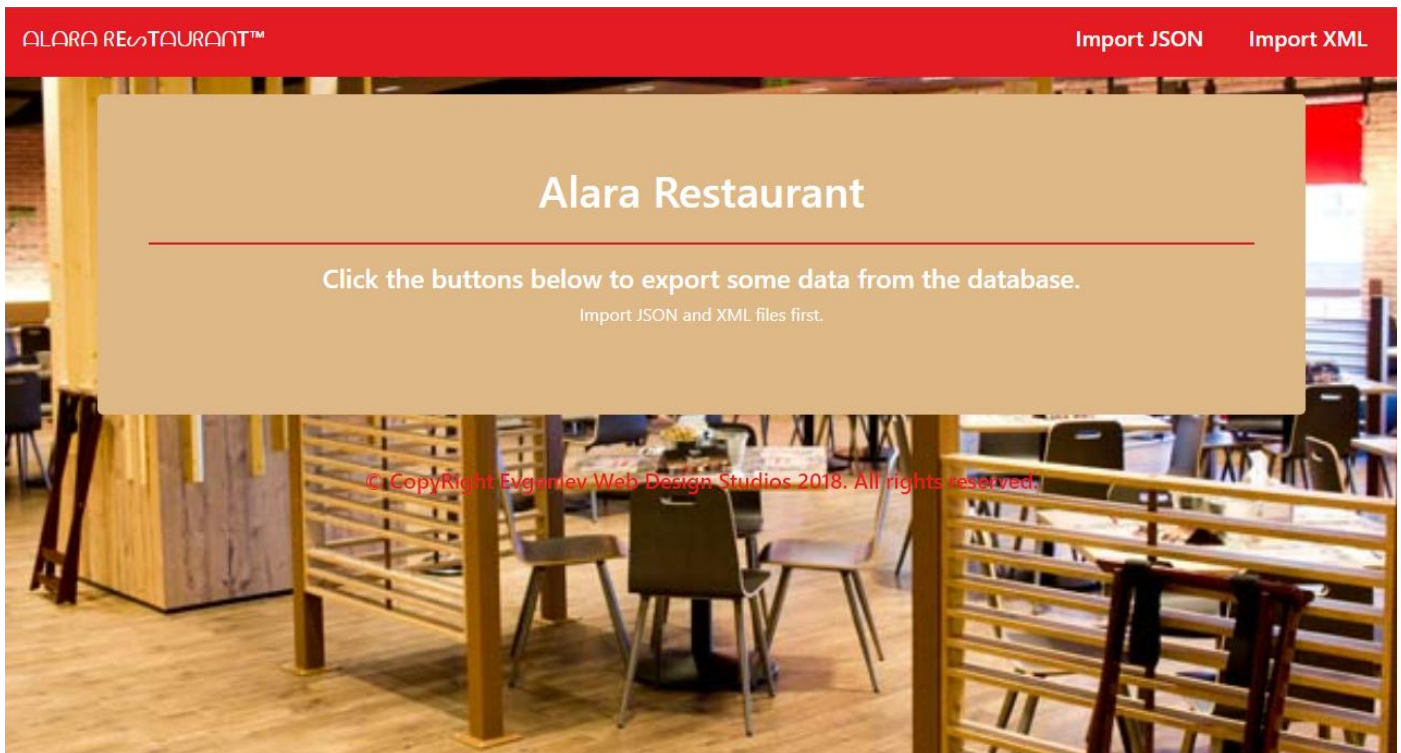 ALARA RESTAURANT™
Import JSON
Import XML
Alara Restaurant
Click the buttons below to export some data from the database.
Import JSON and XML files first.
© CopyRight Evgeniev Web Design Studios 2018. All rights reserved.